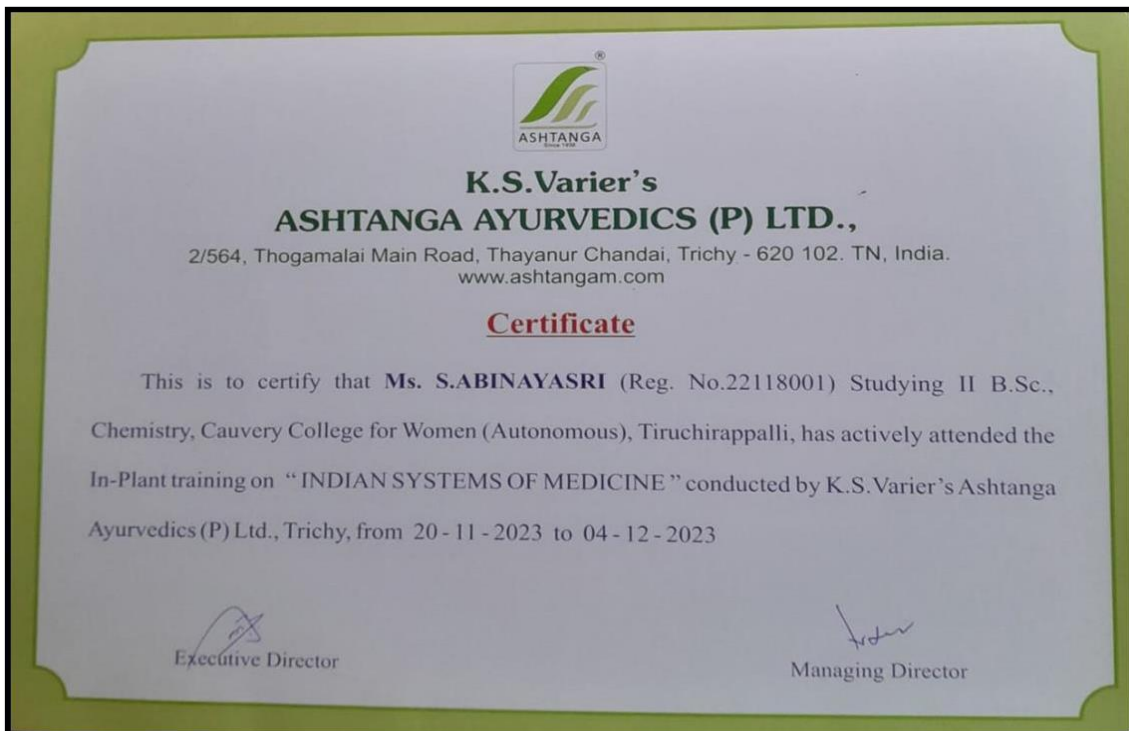 ®
ASHTANGA
Since 1938
K.S.Varier's
ASHTANGA AYURVEDICS (P) LTD.,
2/564, Thogamalai Main Road, Thayanur Chandai, Trichy - 620 102. TN, India.
www.ashtangam.com
Certificate
This is to certify that Ms. S.ABINAYASRI (Reg. No.22118001) Studying II B.Sc.,
Chemistry, Cauvery College for Women (Autonomous), Tiruchirappalli, has actively attended the
In-Plant training on “INDIAN SYSTEMS OF MEDICINE” conducted by K.S.Varier's Ashtanga
Ayurvedics (P) Ltd., Trichy, from 20 - 11 - 2023 to 04 - 12 - 2023
Executive Director
Managing Director